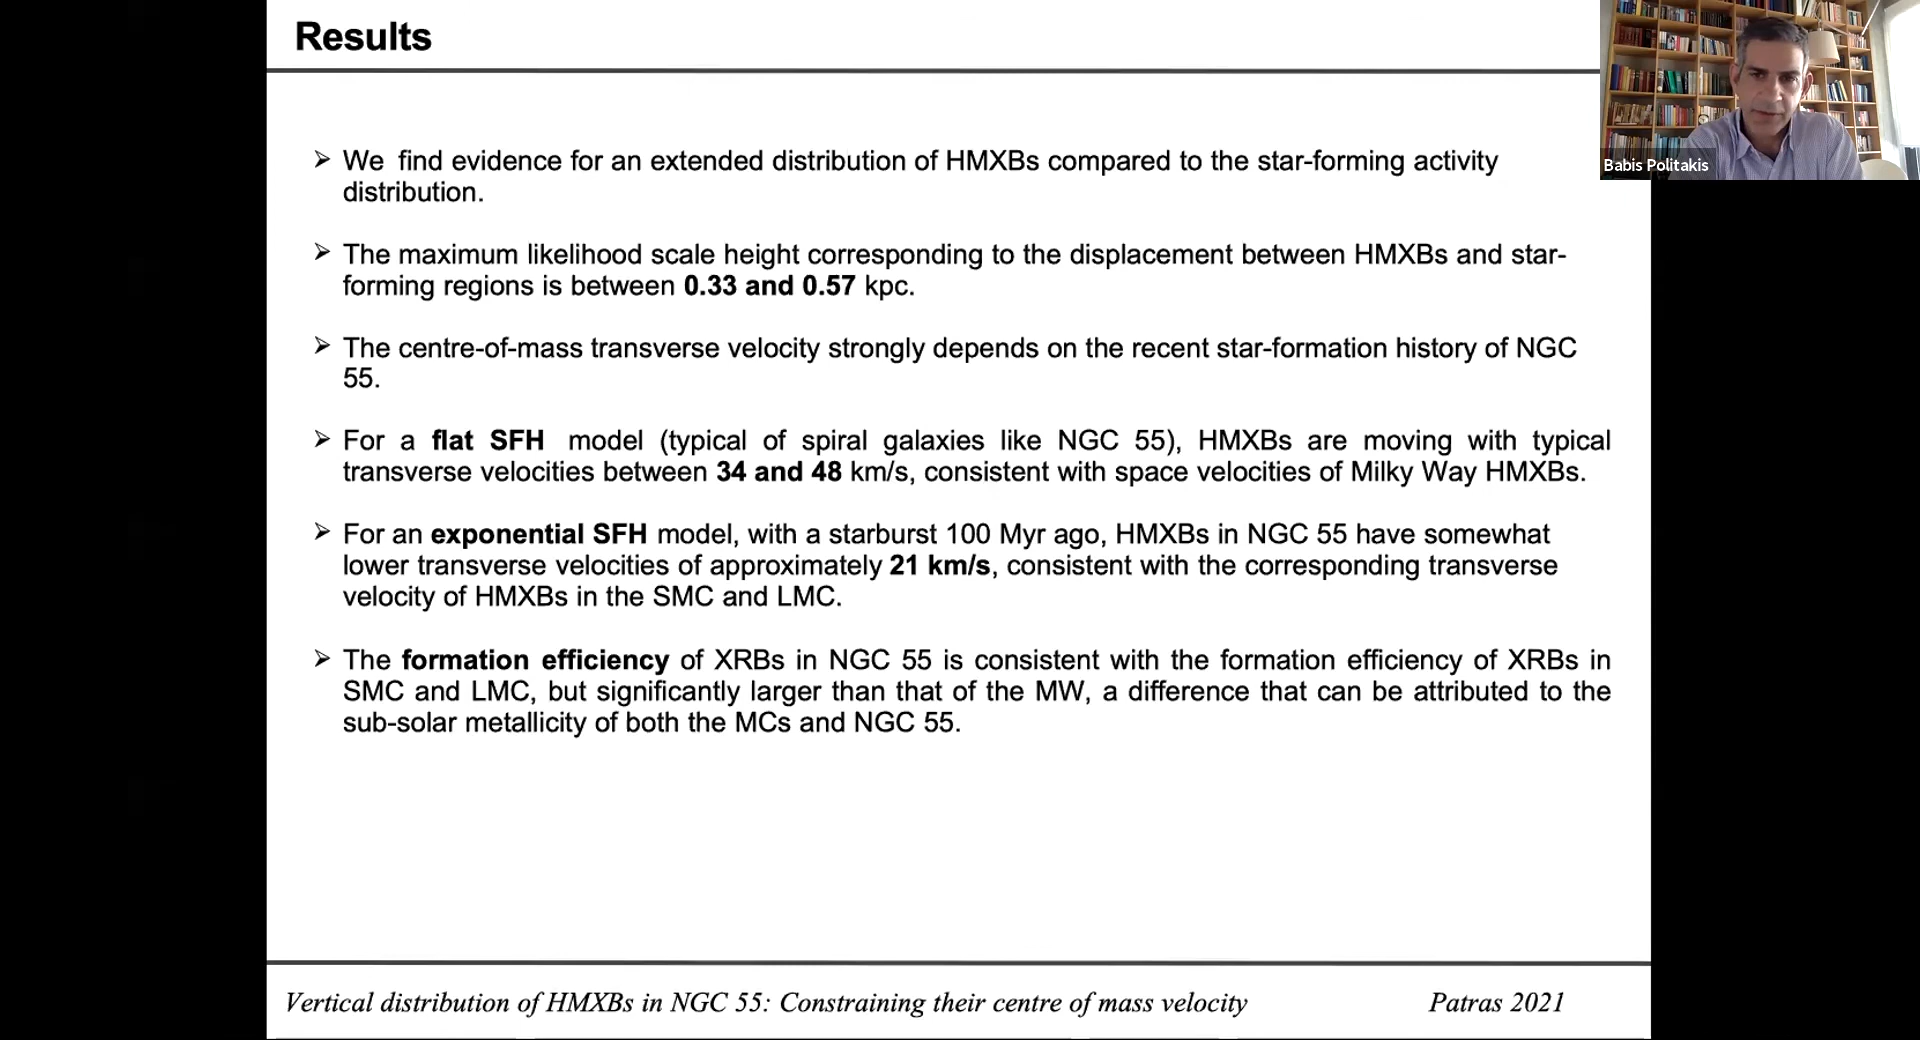 Results
Babis Politakis
➢ We find evidence for an extended distribution of HMXBs compared to the star-forming activity
distribution.
➢ The maximum likelihood scale height corresponding to the displacement between HMXBs and star-
forming regions is between 0.33 and 0.57 kpc.
➢ The centre-of-mass transverse velocity strongly depends on the recent star-formation history of NGC
55.
➢ For a flat SFH model (typical of spiral galaxies like NGC 55), HMXBs are moving with typical
transverse velocities between 34 and 48 km/s, consistent with space velocities of Milky Way HMXBs.
➢ For an exponential SFH model, with a starburst 100 Myr ago, HMXBs in NGC 55 have somewhat
lower transverse velocities of approximately 21 km/s, consistent with the corresponding transverse
velocity of HMXBs in the SMC and LMC.
➢ The formation efficiency of XRBs in NGC 55 is consistent with the formation efficiency of XRBs in
SMC and LMC, but significantly larger than that of the MW, a difference that can be attributed to the
sub-solar metallicity of both the MCs and NGC 55.
Vertical distribution of HMXBs in NGC 55: Constraining their centre of mass velocity Patras 2021